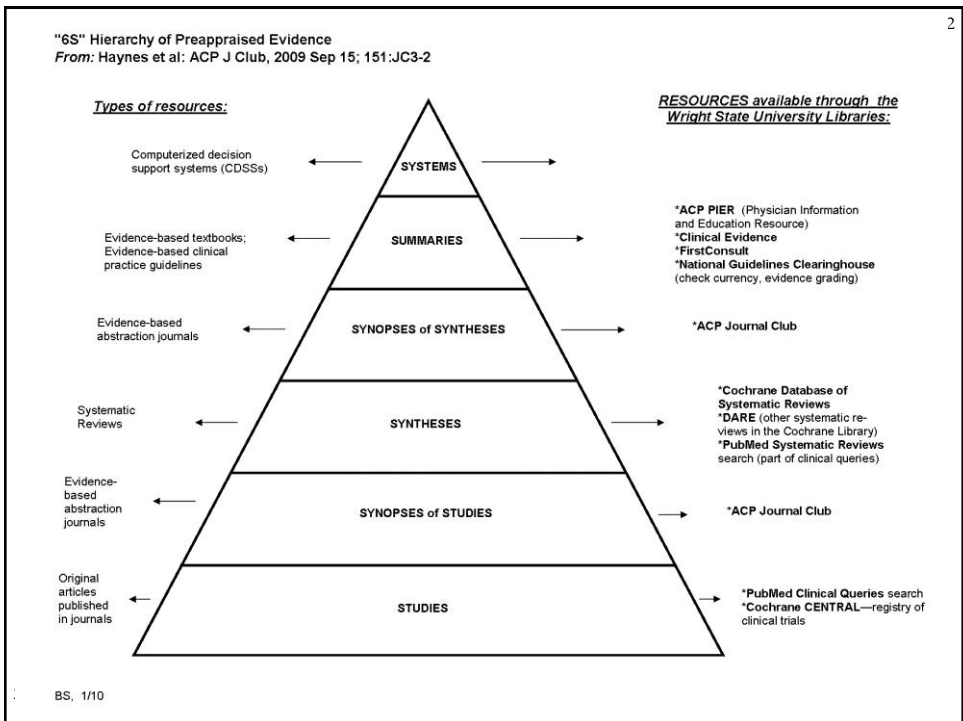 2
"6S" Hierarchy of Preappraised Evidence
From: Haynes et al: ACP J Club, 2009 Sep 15; 151:JC3-2
Types of resources:
RESOURCES available through the
Wright State University Libraries:
Computerized decision
support systems (CDSSs)
SYSTEMS
Evidence-based textbooks;
Evidence-based clinical
practice guidelines
SUMMARIES
*ACP PIER (Physician Information
and Education Resource)
*Clinical Evidence
*FirstConsult
*National Guidelines Clearinghouse
(check currency, evidence grading)
Evidence-based
abstraction journals
SYNOPSES of SYNTHESES
*ACP Journal Club
Systematic
Reviews
SYNTHESES
*Cochrane Database of
Systematic Reviews
*DARE (other systematic re-
views in the Cochrane Library)
*PubMed Systematic Reviews
search (part of clinical queries)
Evidence-
based
abstraction
journals
SYNOPSES of STUDIES
*ACP Journal Club
Original
articles
published
in journals
STUDIES
*PubMed Clinical Queries search
*Cochrane CENTRAL—registry of
clinical trials
BS, 1/10